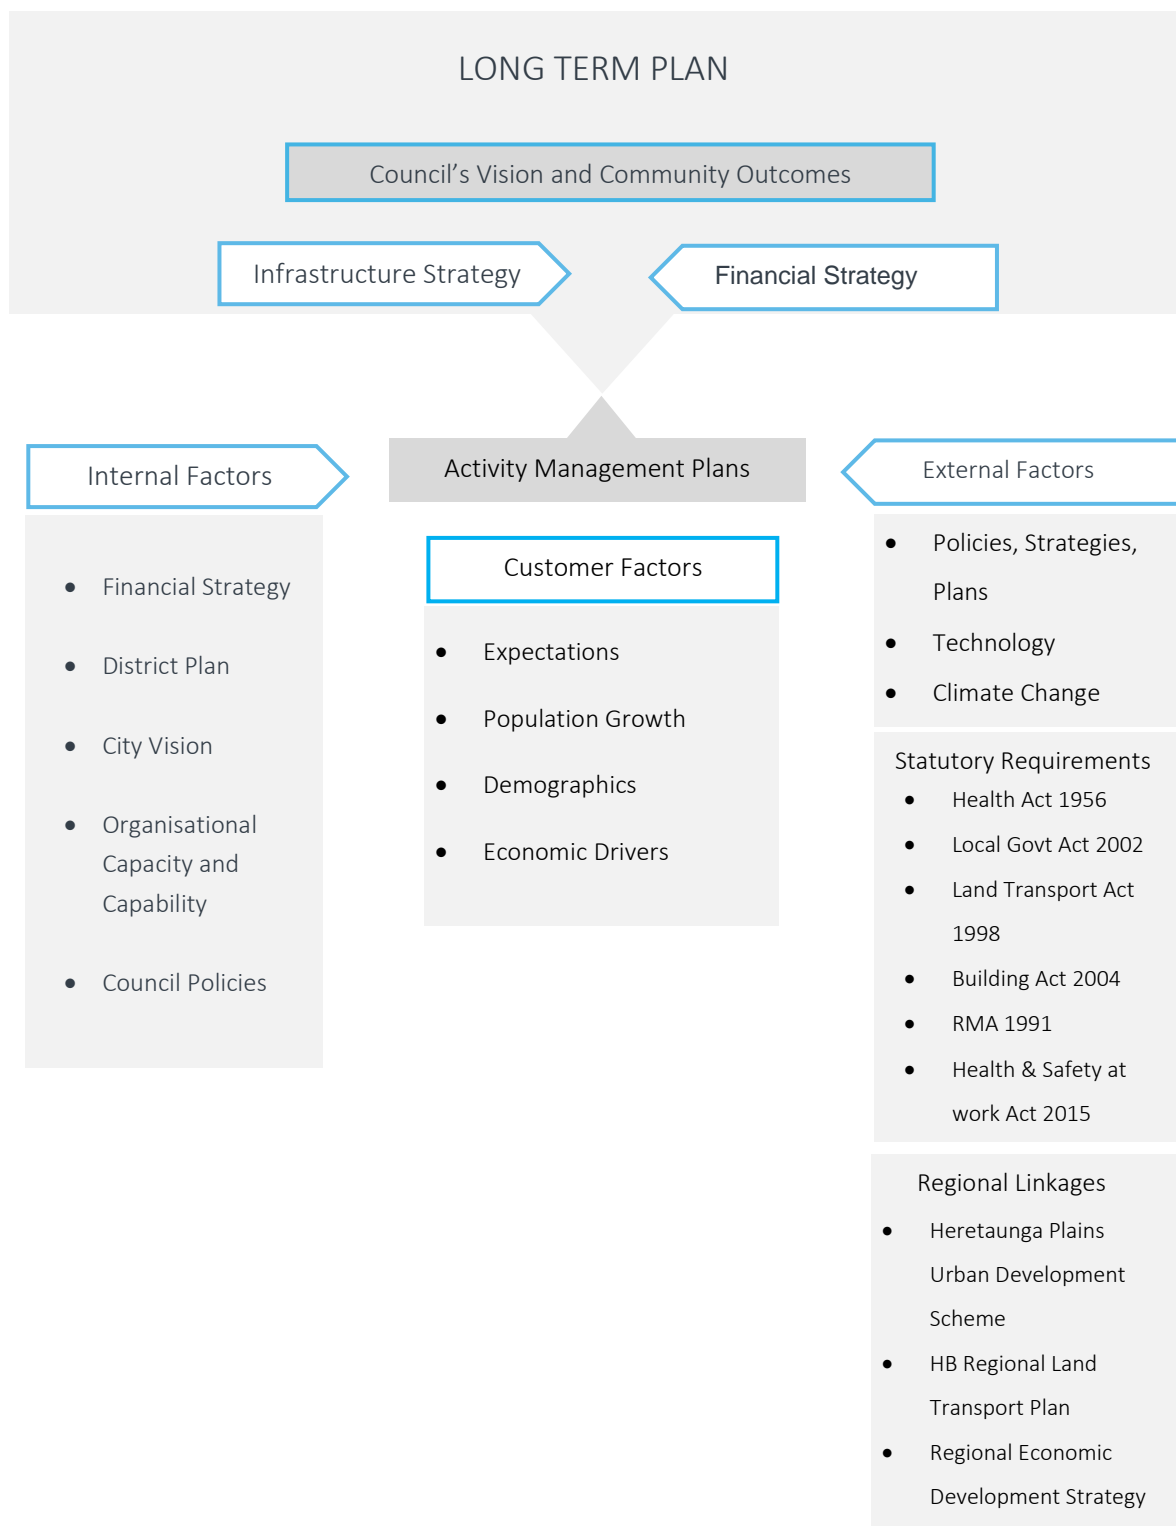 LONG TERM PLAN
Council’s Vision and Community Outcomes
Infrastructure Strategy
Financial Strategy
Internal Factors
• Financial Strategy
• District Plan
• City Vision
• Organisational
Capacity and
Capability
• Council Policies
Activity Management Plans
Customer Factors
• Expectations
• Population Growth
• Demographics
• Economic Drivers
External Factors
• Policies, Strategies,
Plans
• Technology
• Climate Change
Statutory Requirements
• Health Act 1956
• Local Govt Act 2002
• Land Transport Act
1998
• Building Act 2004
• RMA 1991
• Health & Safety at
work Act 2015
Regional Linkages
• Heretaunga Plains
Urban Development
Scheme
• HB Regional Land
Transport Plan
• Regional Economic
Development Strategy